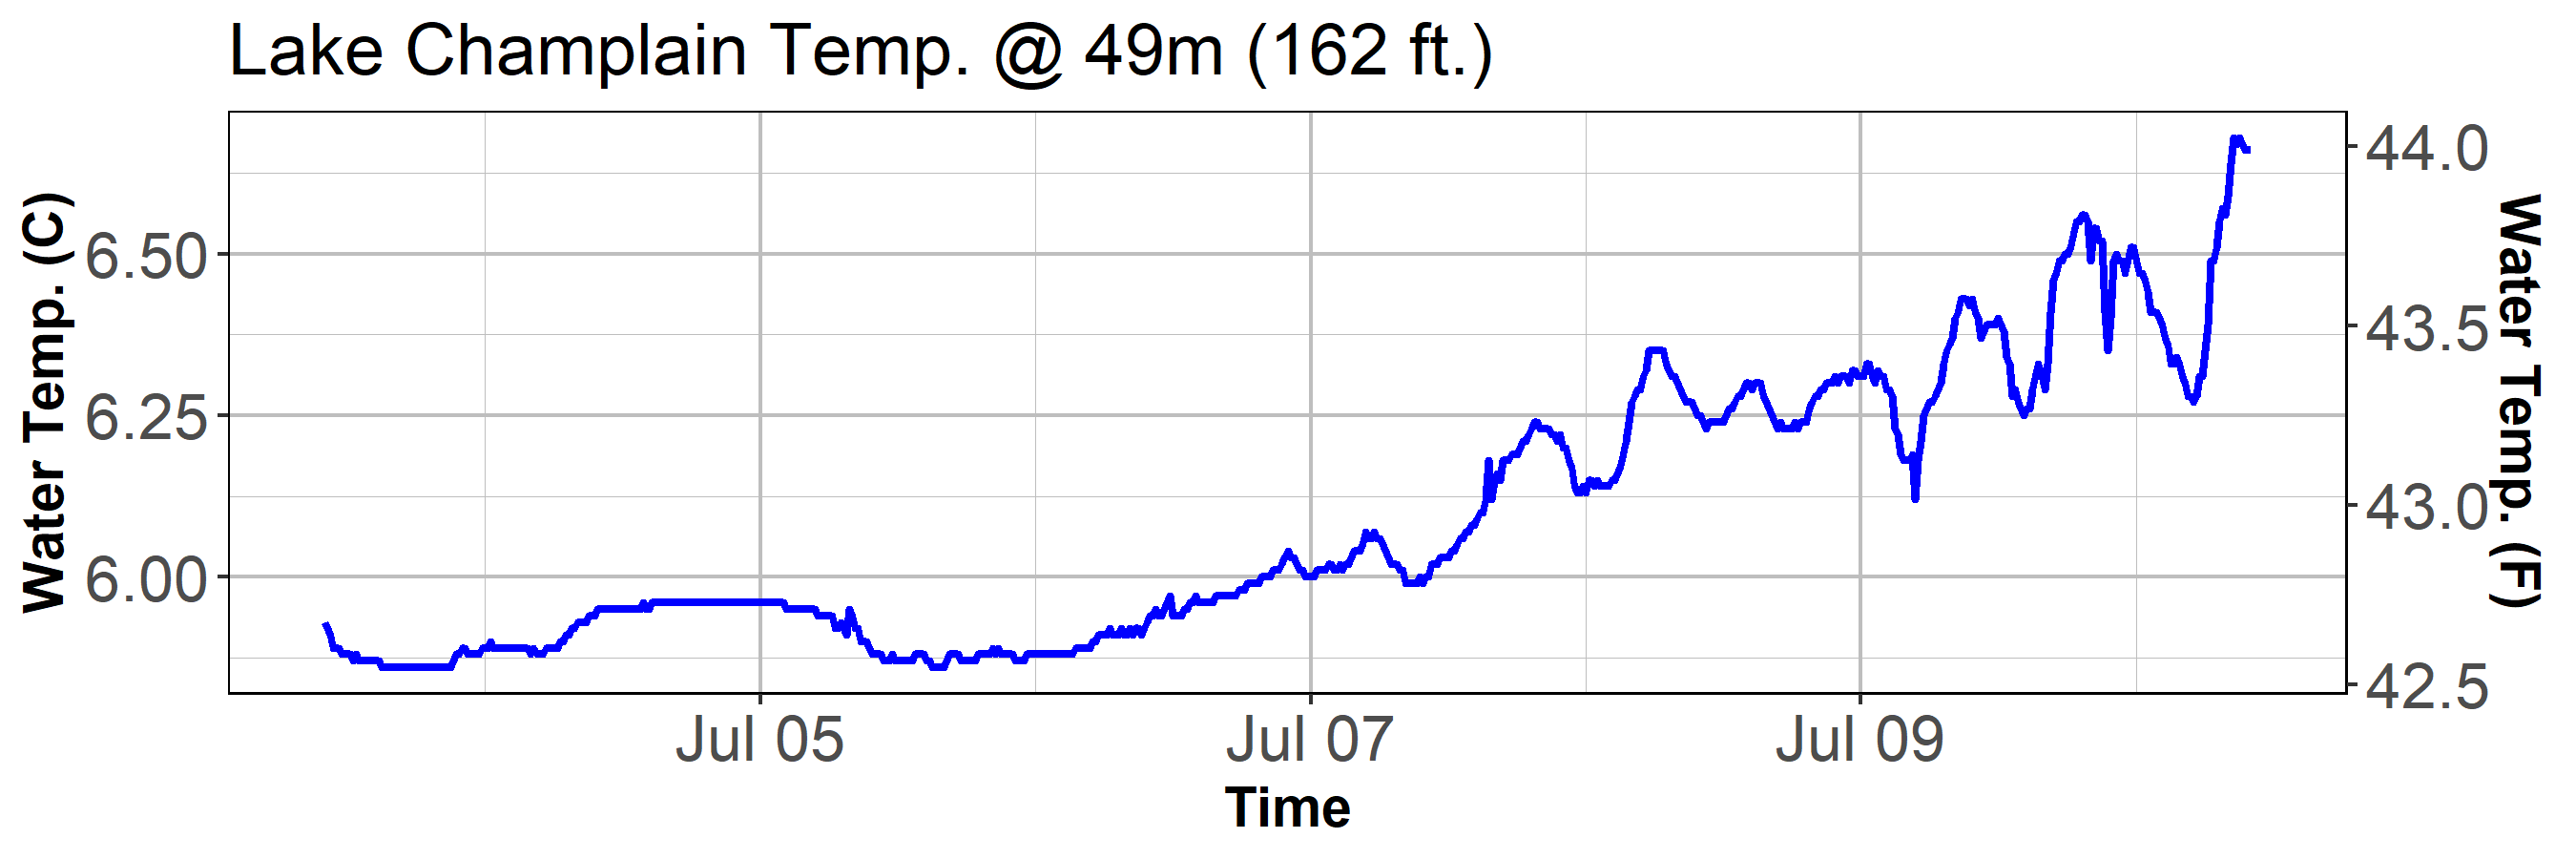 Lake Champlain Temp. @ 49m (162 ft.)
Water Temp. (C)
6.50
6.25
6.00
44.0
43.5
43.0
42.5
Water Temp. (F)
Jul 05
Jul 07
Jul 09
Time